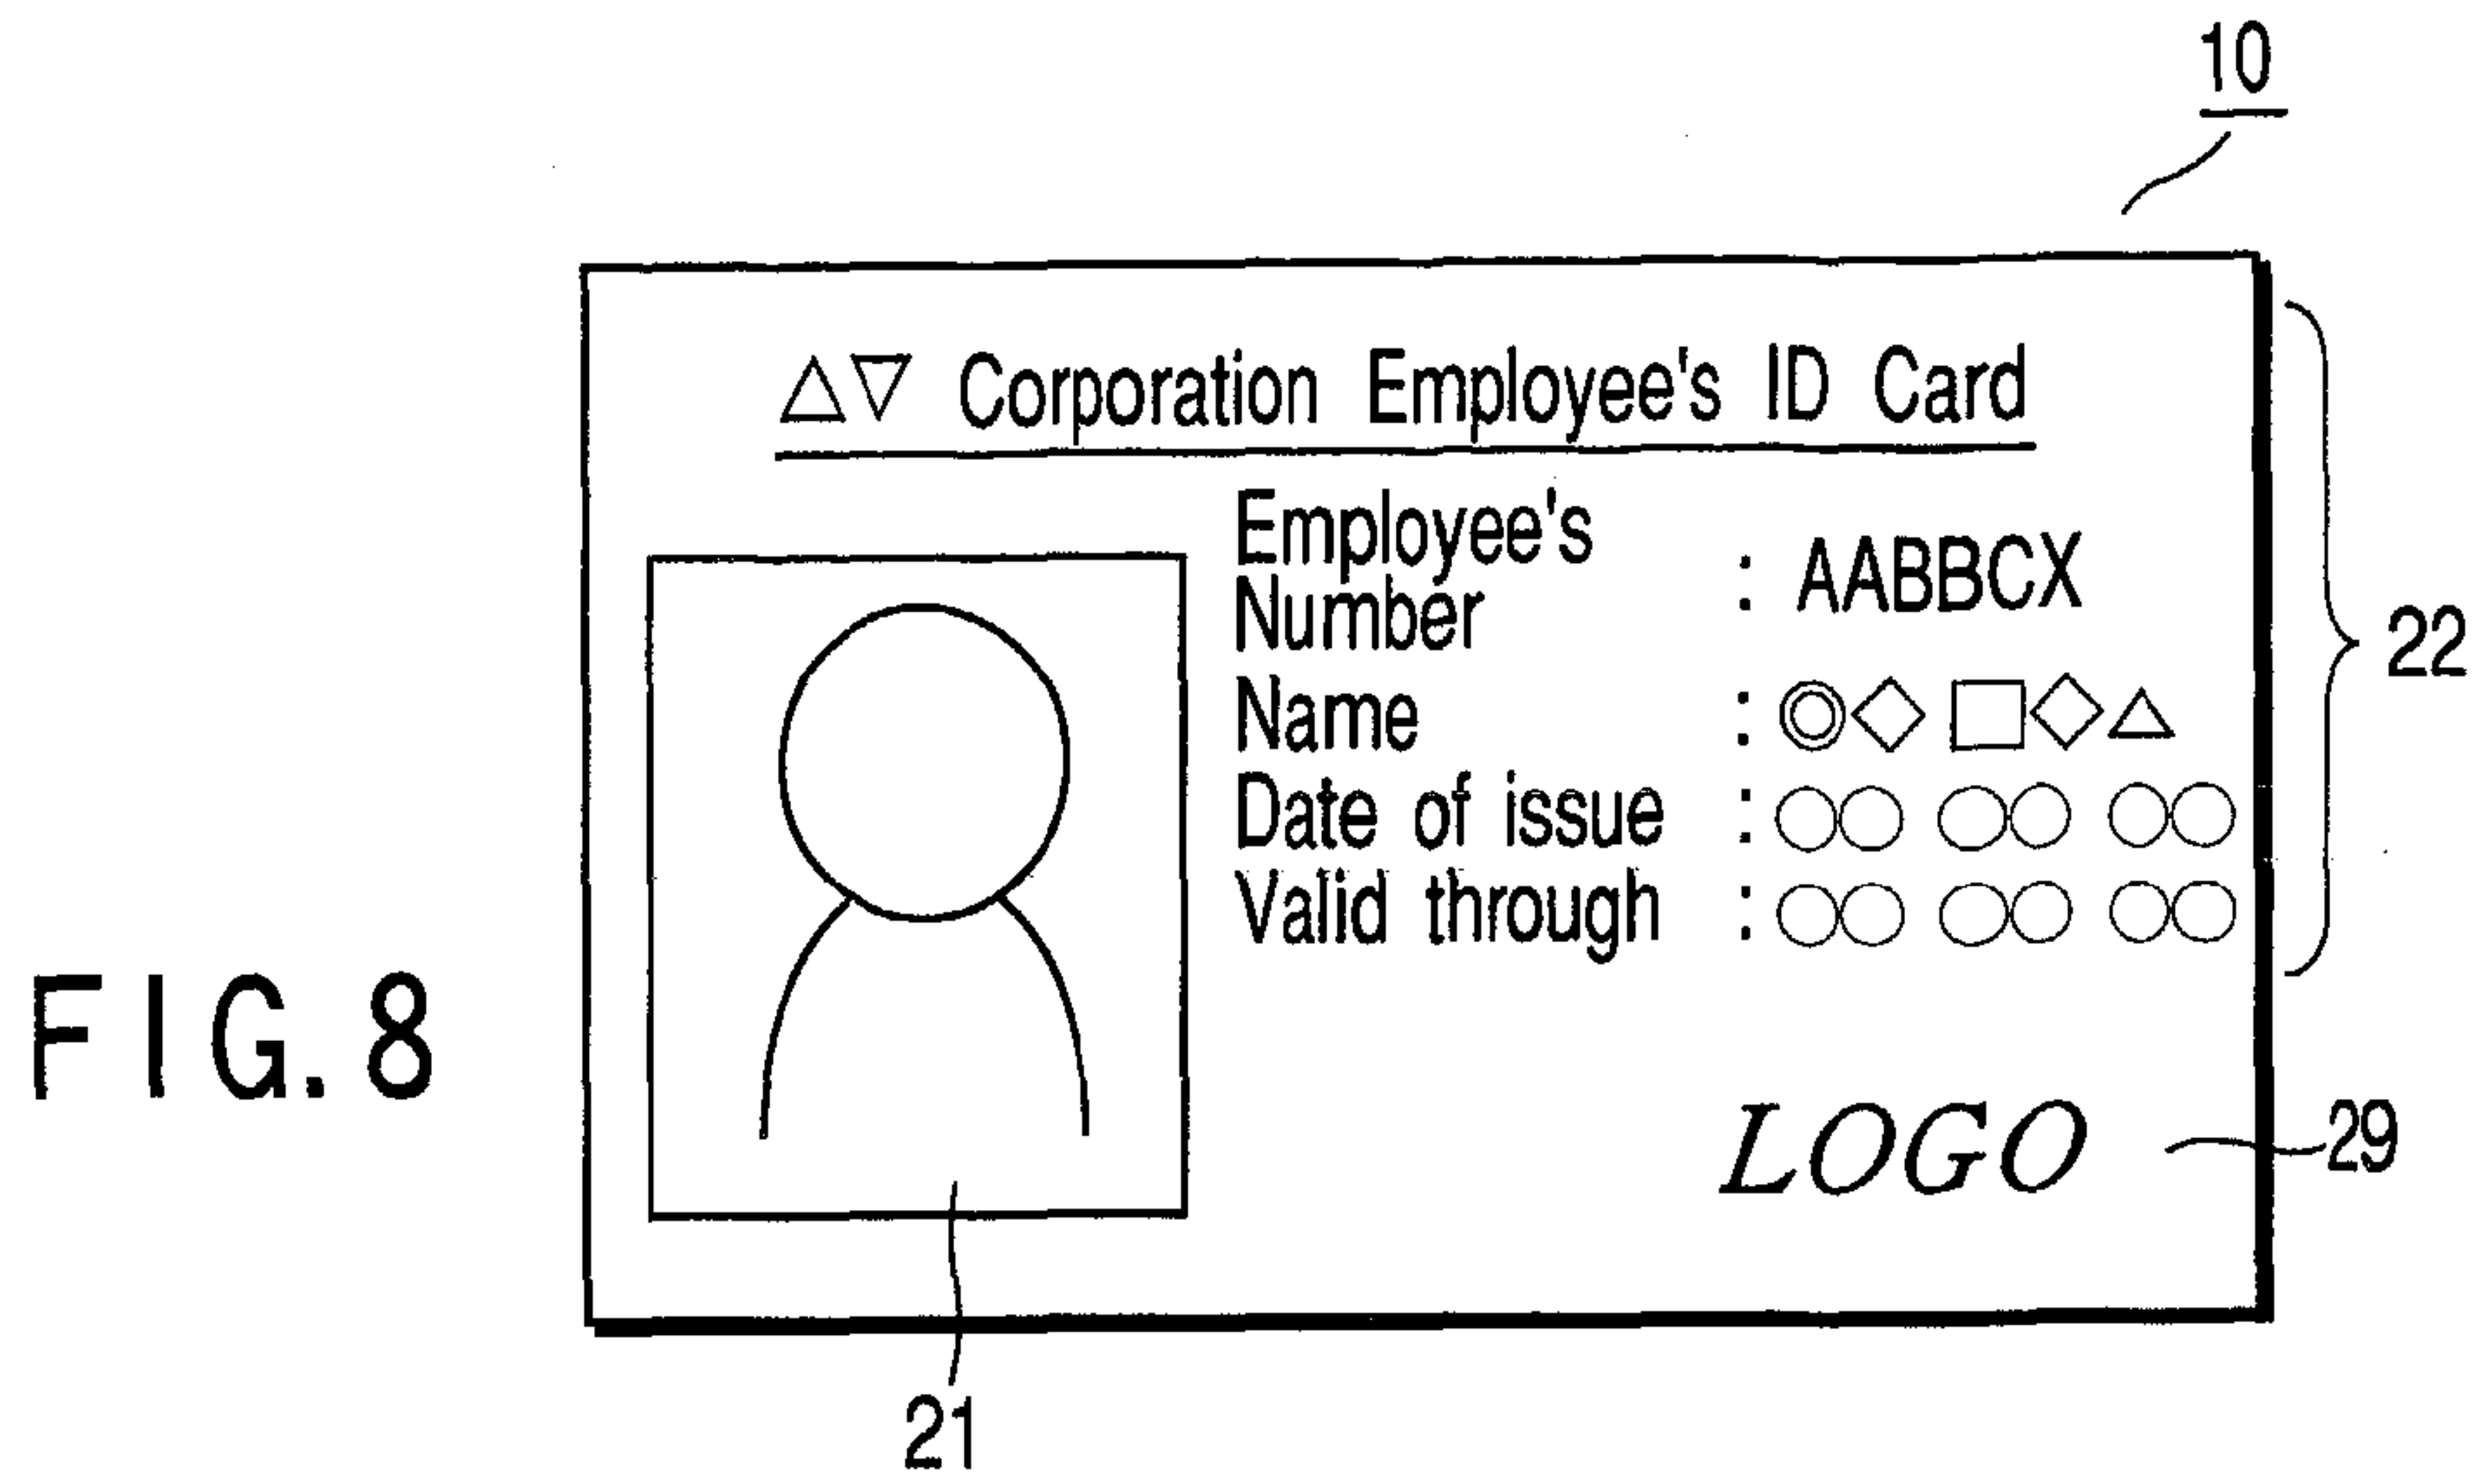 10
△▽ Corporation Employee's ID Card
Employee's
Number : AABBCX
Name : ◎◇ □◇△
Date of issue : ○○ ○○ ○○
Valid through : ○○ ○○ ○○
22
FIG.8
LOGO
29
21